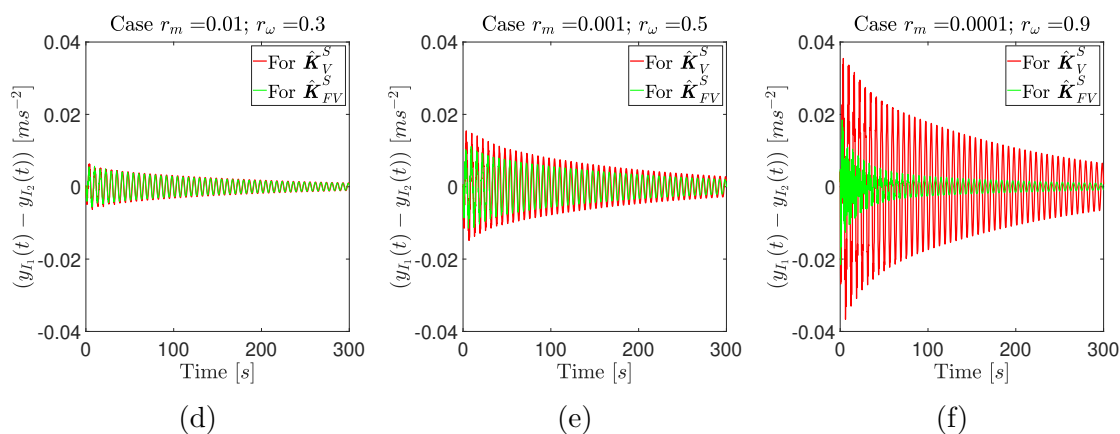 Case r_m =0.01; r_ω =0.3
0.04
0.02
0
-0.02
-0.04
(y_{I_1}(t) − y_{I_2}(t)) [ms^{-2}]
For K̂_V^S
For K̂_{FV}^S
0 100 200 300
Time [s]
(d)
Case r_m =0.001; r_ω =0.5
0.04
0.02
0
-0.02
-0.04
(y_{I_1}(t) − y_{I_2}(t)) [ms^{-2}]
For K̂_V^S
For K̂_{FV}^S
0 100 200 300
Time [s]
(e)
Case r_m =0.0001; r_ω =0.9
0.04
0.02
0
-0.02
-0.04
(y_{I_1}(t) − y_{I_2}(t)) [ms^{-2}]
For K̂_V^S
For K̂_{FV}^S
0 100 200 300
Time [s]
(f)